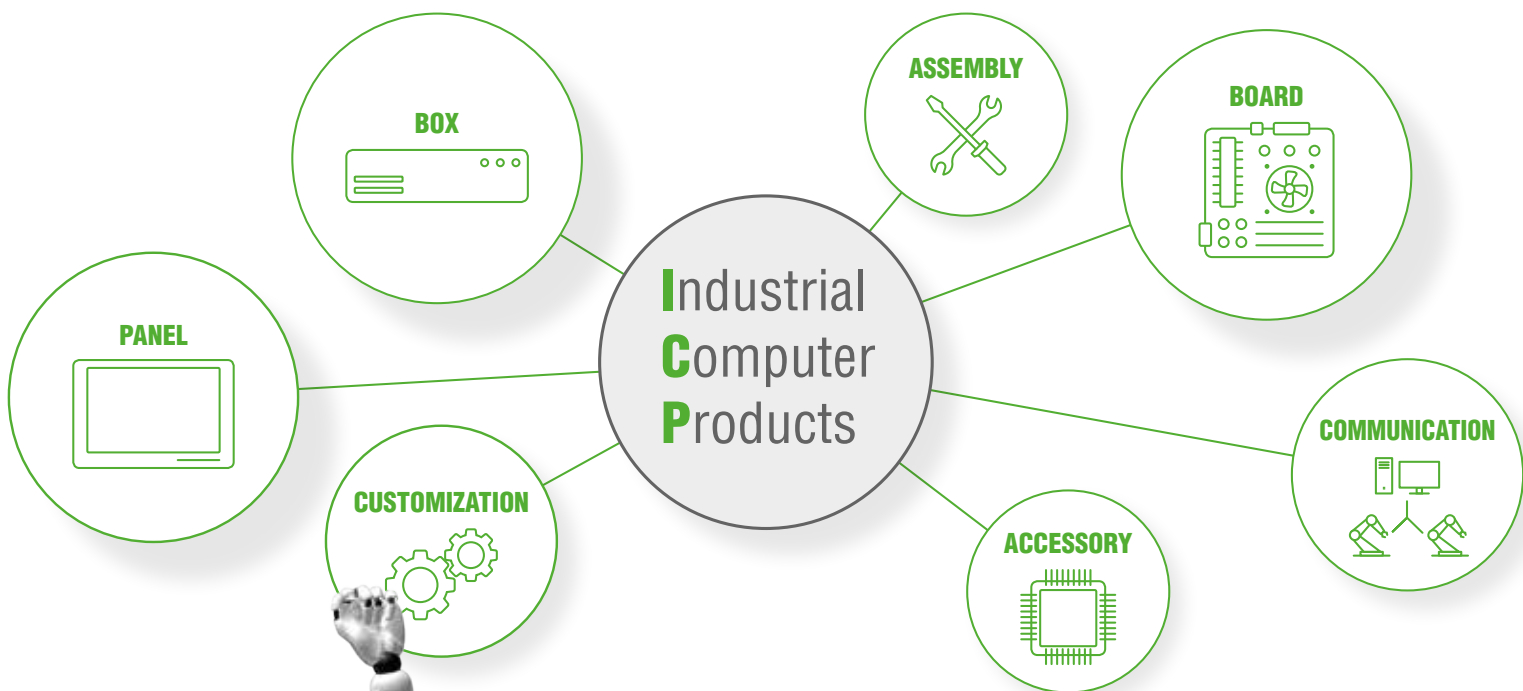 ASSEMBLY
BOARD
BOX
Industrial
Computer
Products
PANEL
COMMUNICATION
CUSTOMIZATION
ACCESSORY